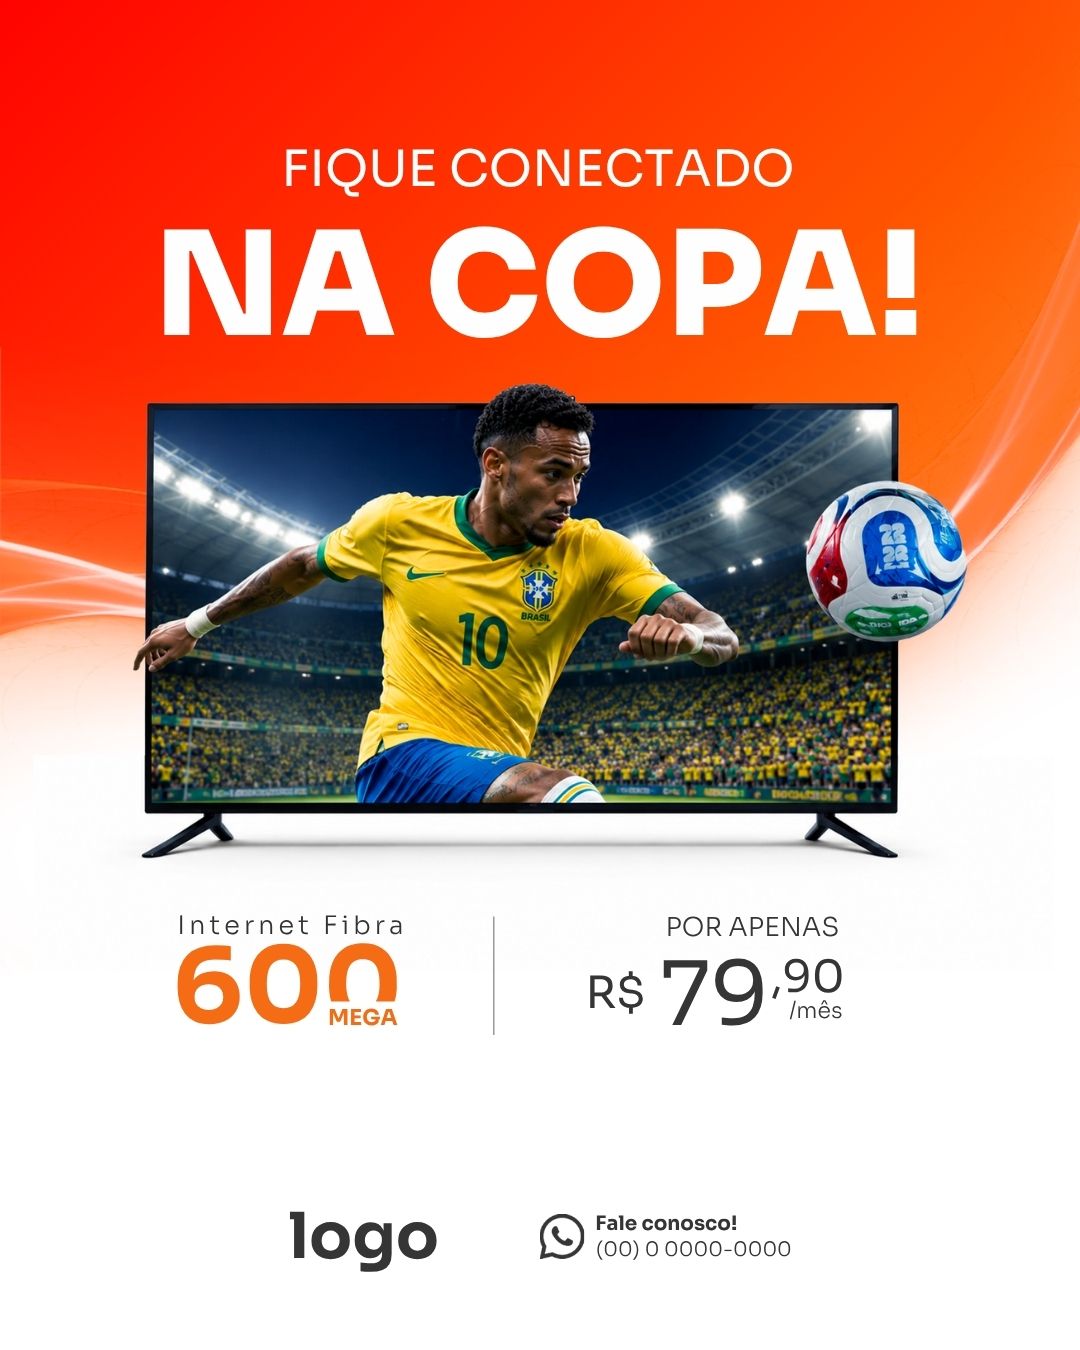 FIQUE CONECTADO
NA COPA!
10
BRASIL
Internet Fibra
600
MEGA
POR APENAS
R$ 79,90
/mês
logo
Fale conosco!
(00) 0 0000-0000